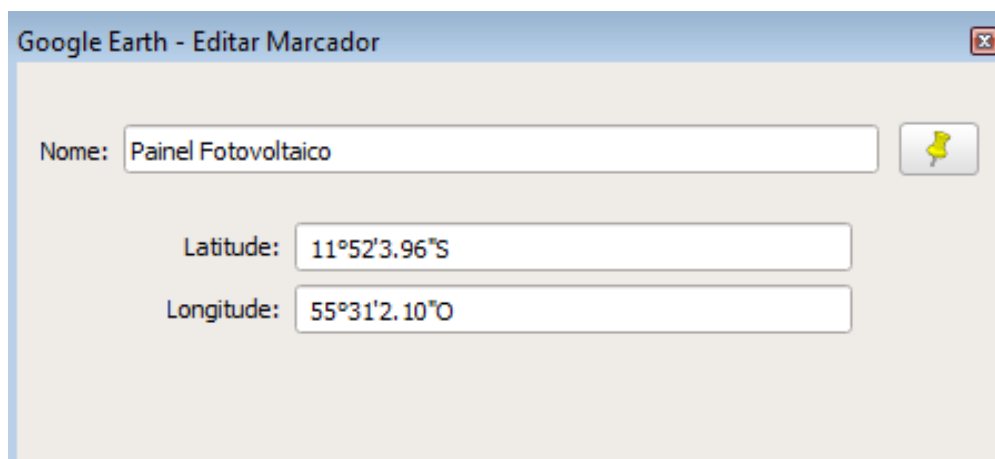 Google Earth - Editar Marcador
Nome: Painel Fotovoltaico
Latitude: 11°52'3.96"S
Longitude: 55°31'2.10"O